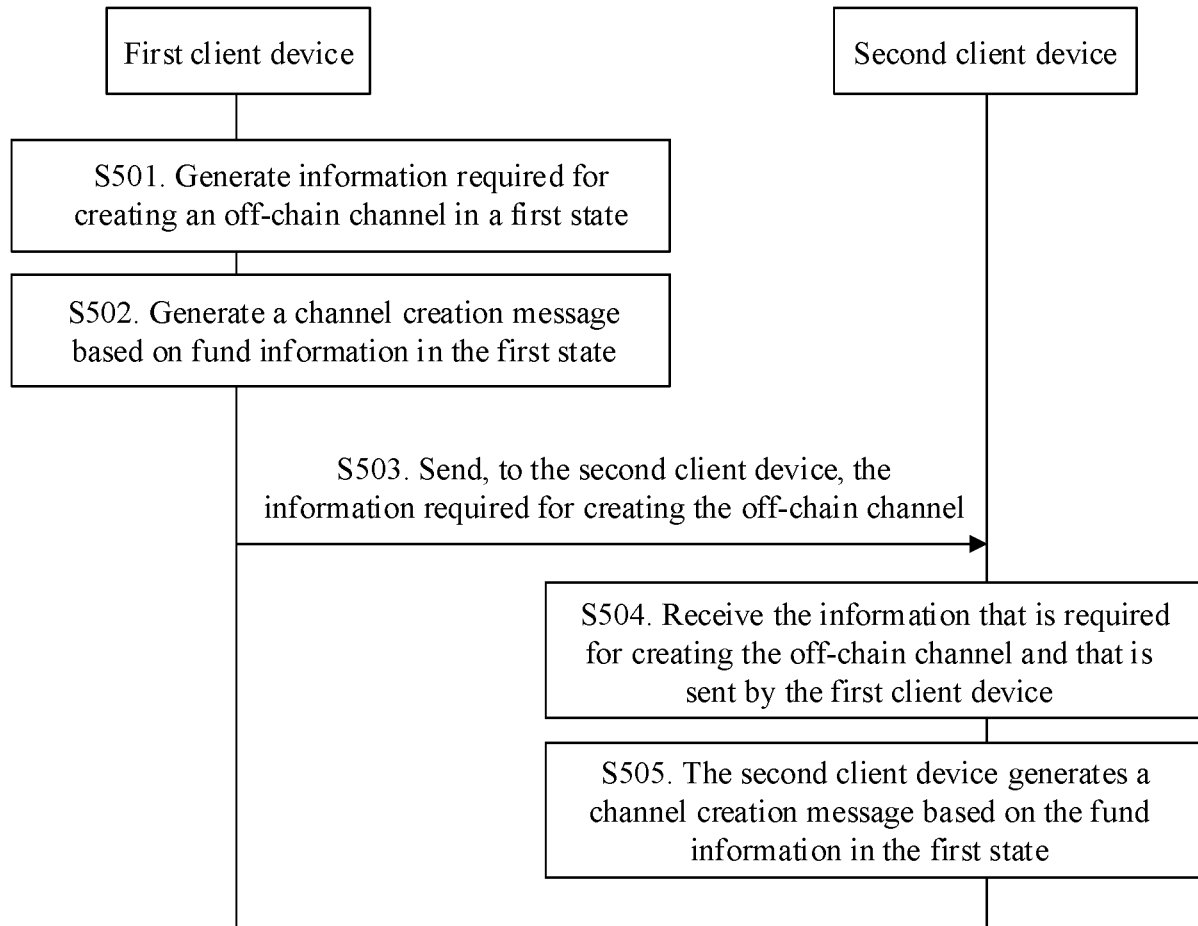 First client device
Second client device
S501. Generate information required for
creating an off-chain channel in a first state
S502. Generate a channel creation message
based on fund information in the first state
S503. Send, to the second client device, the
information required for creating the off-chain channel
S504. Receive the information that is required
for creating the off-chain channel and that is
sent by the first client device
S505. The second client device generates a
channel creation message based on the fund
information in the first state